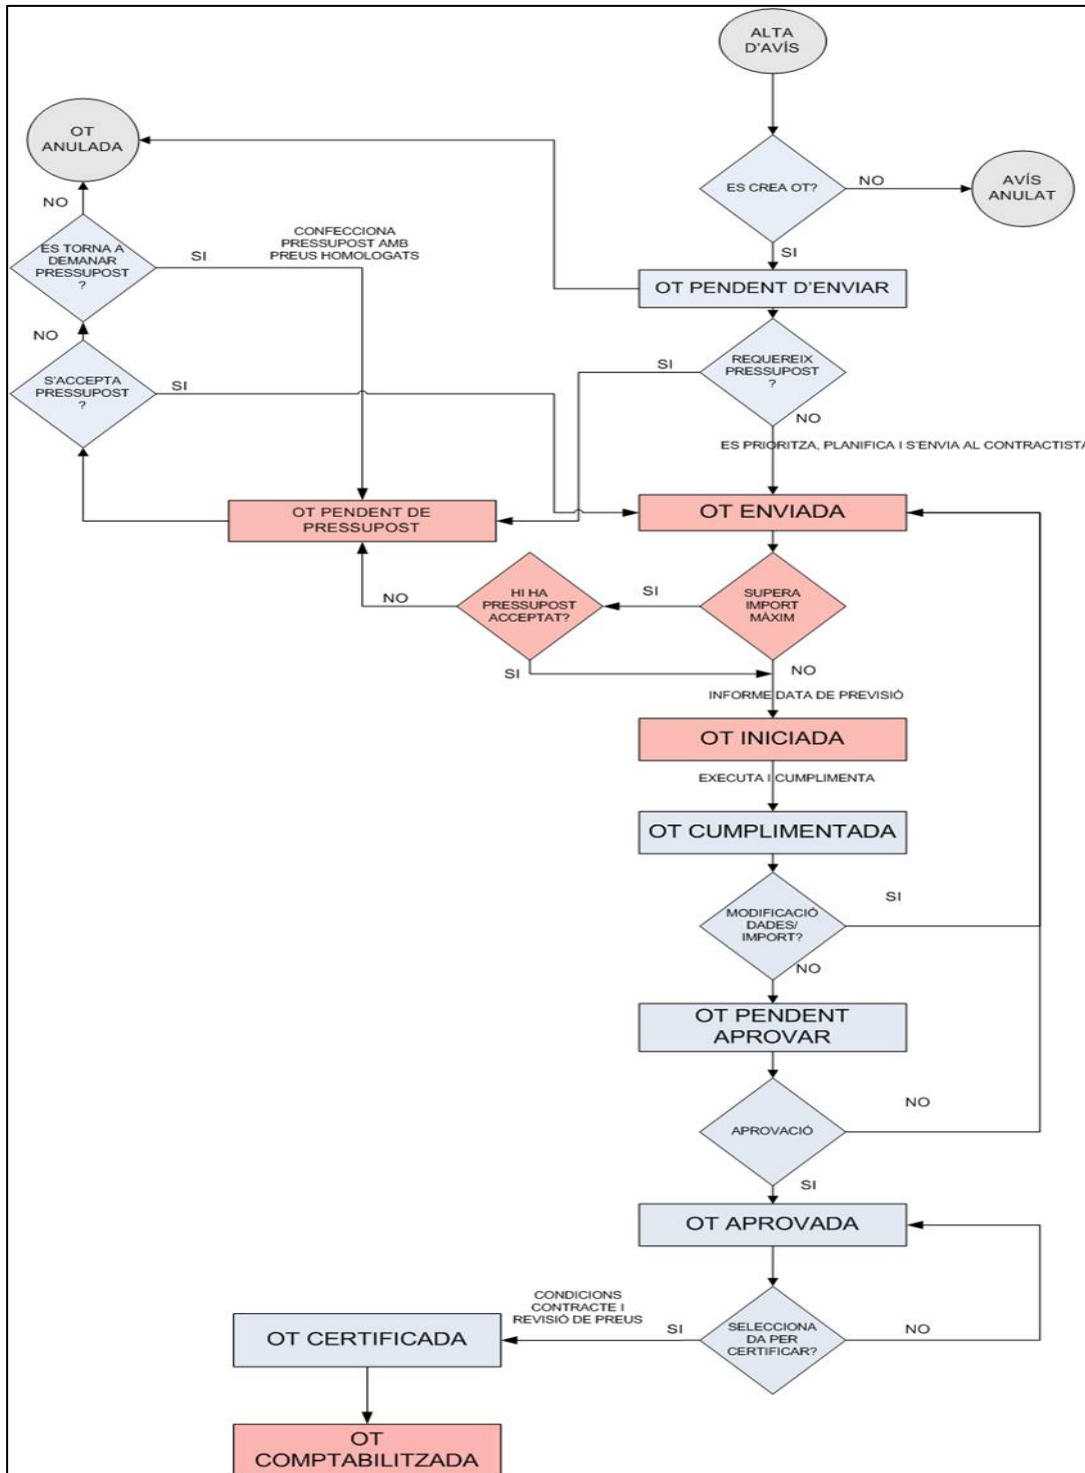 ALTA
D'AVÍS
OT
ANULADA
ES CREA OT?
NO
AVÍS
ANULAT
SI
NO
ES TORNA A
DEMANAR
PRESSUPOST
?
SI
CONFECCIONA
PRESSUPOST AMB
PREUS HOMOLOGATS
OT PENDENT D'ENVIAR
NO
S'ACCEPTA
PRESSUPOST
?
SI
SI
REQUEREIX
PRESSUPOST
?
NO
ES PRIORITZA, PLANIFICA I S'ENVIA AL CONTRACTISTA
OT PENDENT DE
PRESSUPOST
OT ENVIADA
NO
HI HA
PRESSUPOST
ACCEPTAT?
SI
SUPERA
IMPORT
MÀXIM
SI
NO
INFORME DATA DE PREVISIÓ
OT INICIADA
EXECUTA I CUMPLIMENTA
OT CUMPLIMENTADA
MODIFICACIÓ
DADES/
IMPORT?
SI
NO
OT PENDENT
APROVAR
APROVACIÓ
NO
SI
OT APROVADA
CONDICIONS
CONTRACTE I
REVISIÓ DE PREUS
SI
SELECCIONA
DA PER
CERTIFICAR?
NO
OT CERTIFICADA
OT
COMPTABILITZADA